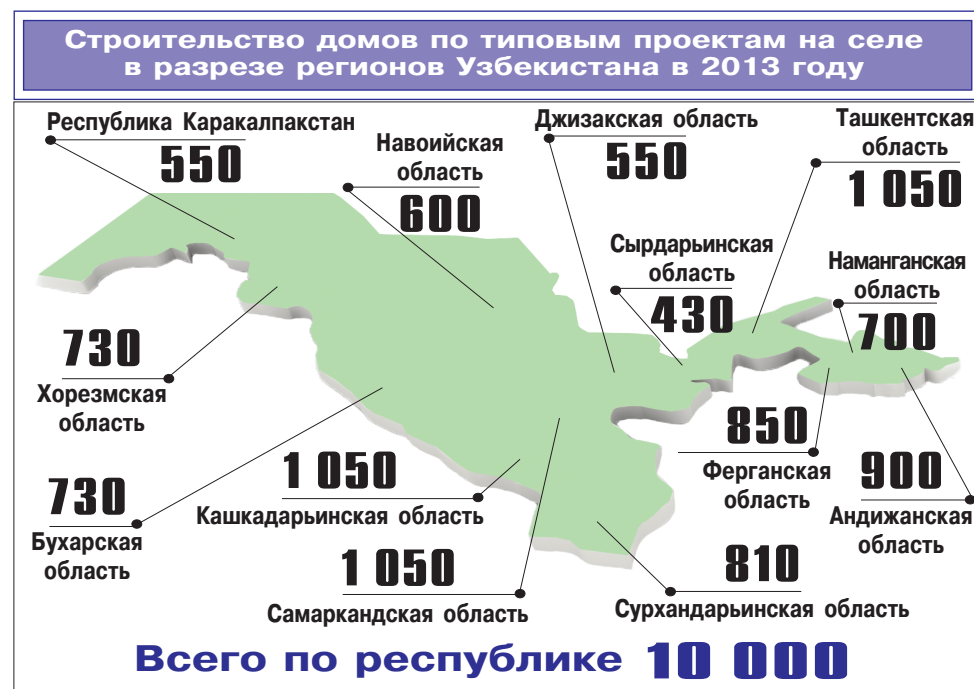 Строительство домов по типовым проектам на селе
в разрезе регионов Узбекистана в 2013 году
Республика Каракалпакстан
550
Навоийская
область
600
Джизакская область
550
Ташкентская
область
1 050
Сырдарьинская
область
430
Наманганская
область
700
730
Хорезмская
область
850
Ферганская
область
900
Андижанская
область
730
Бухарская
область
1 050
Кашкадарьинская область
1 050
Самаркандская область
810
Сурхандарьинская область
Всего по республике 10 000